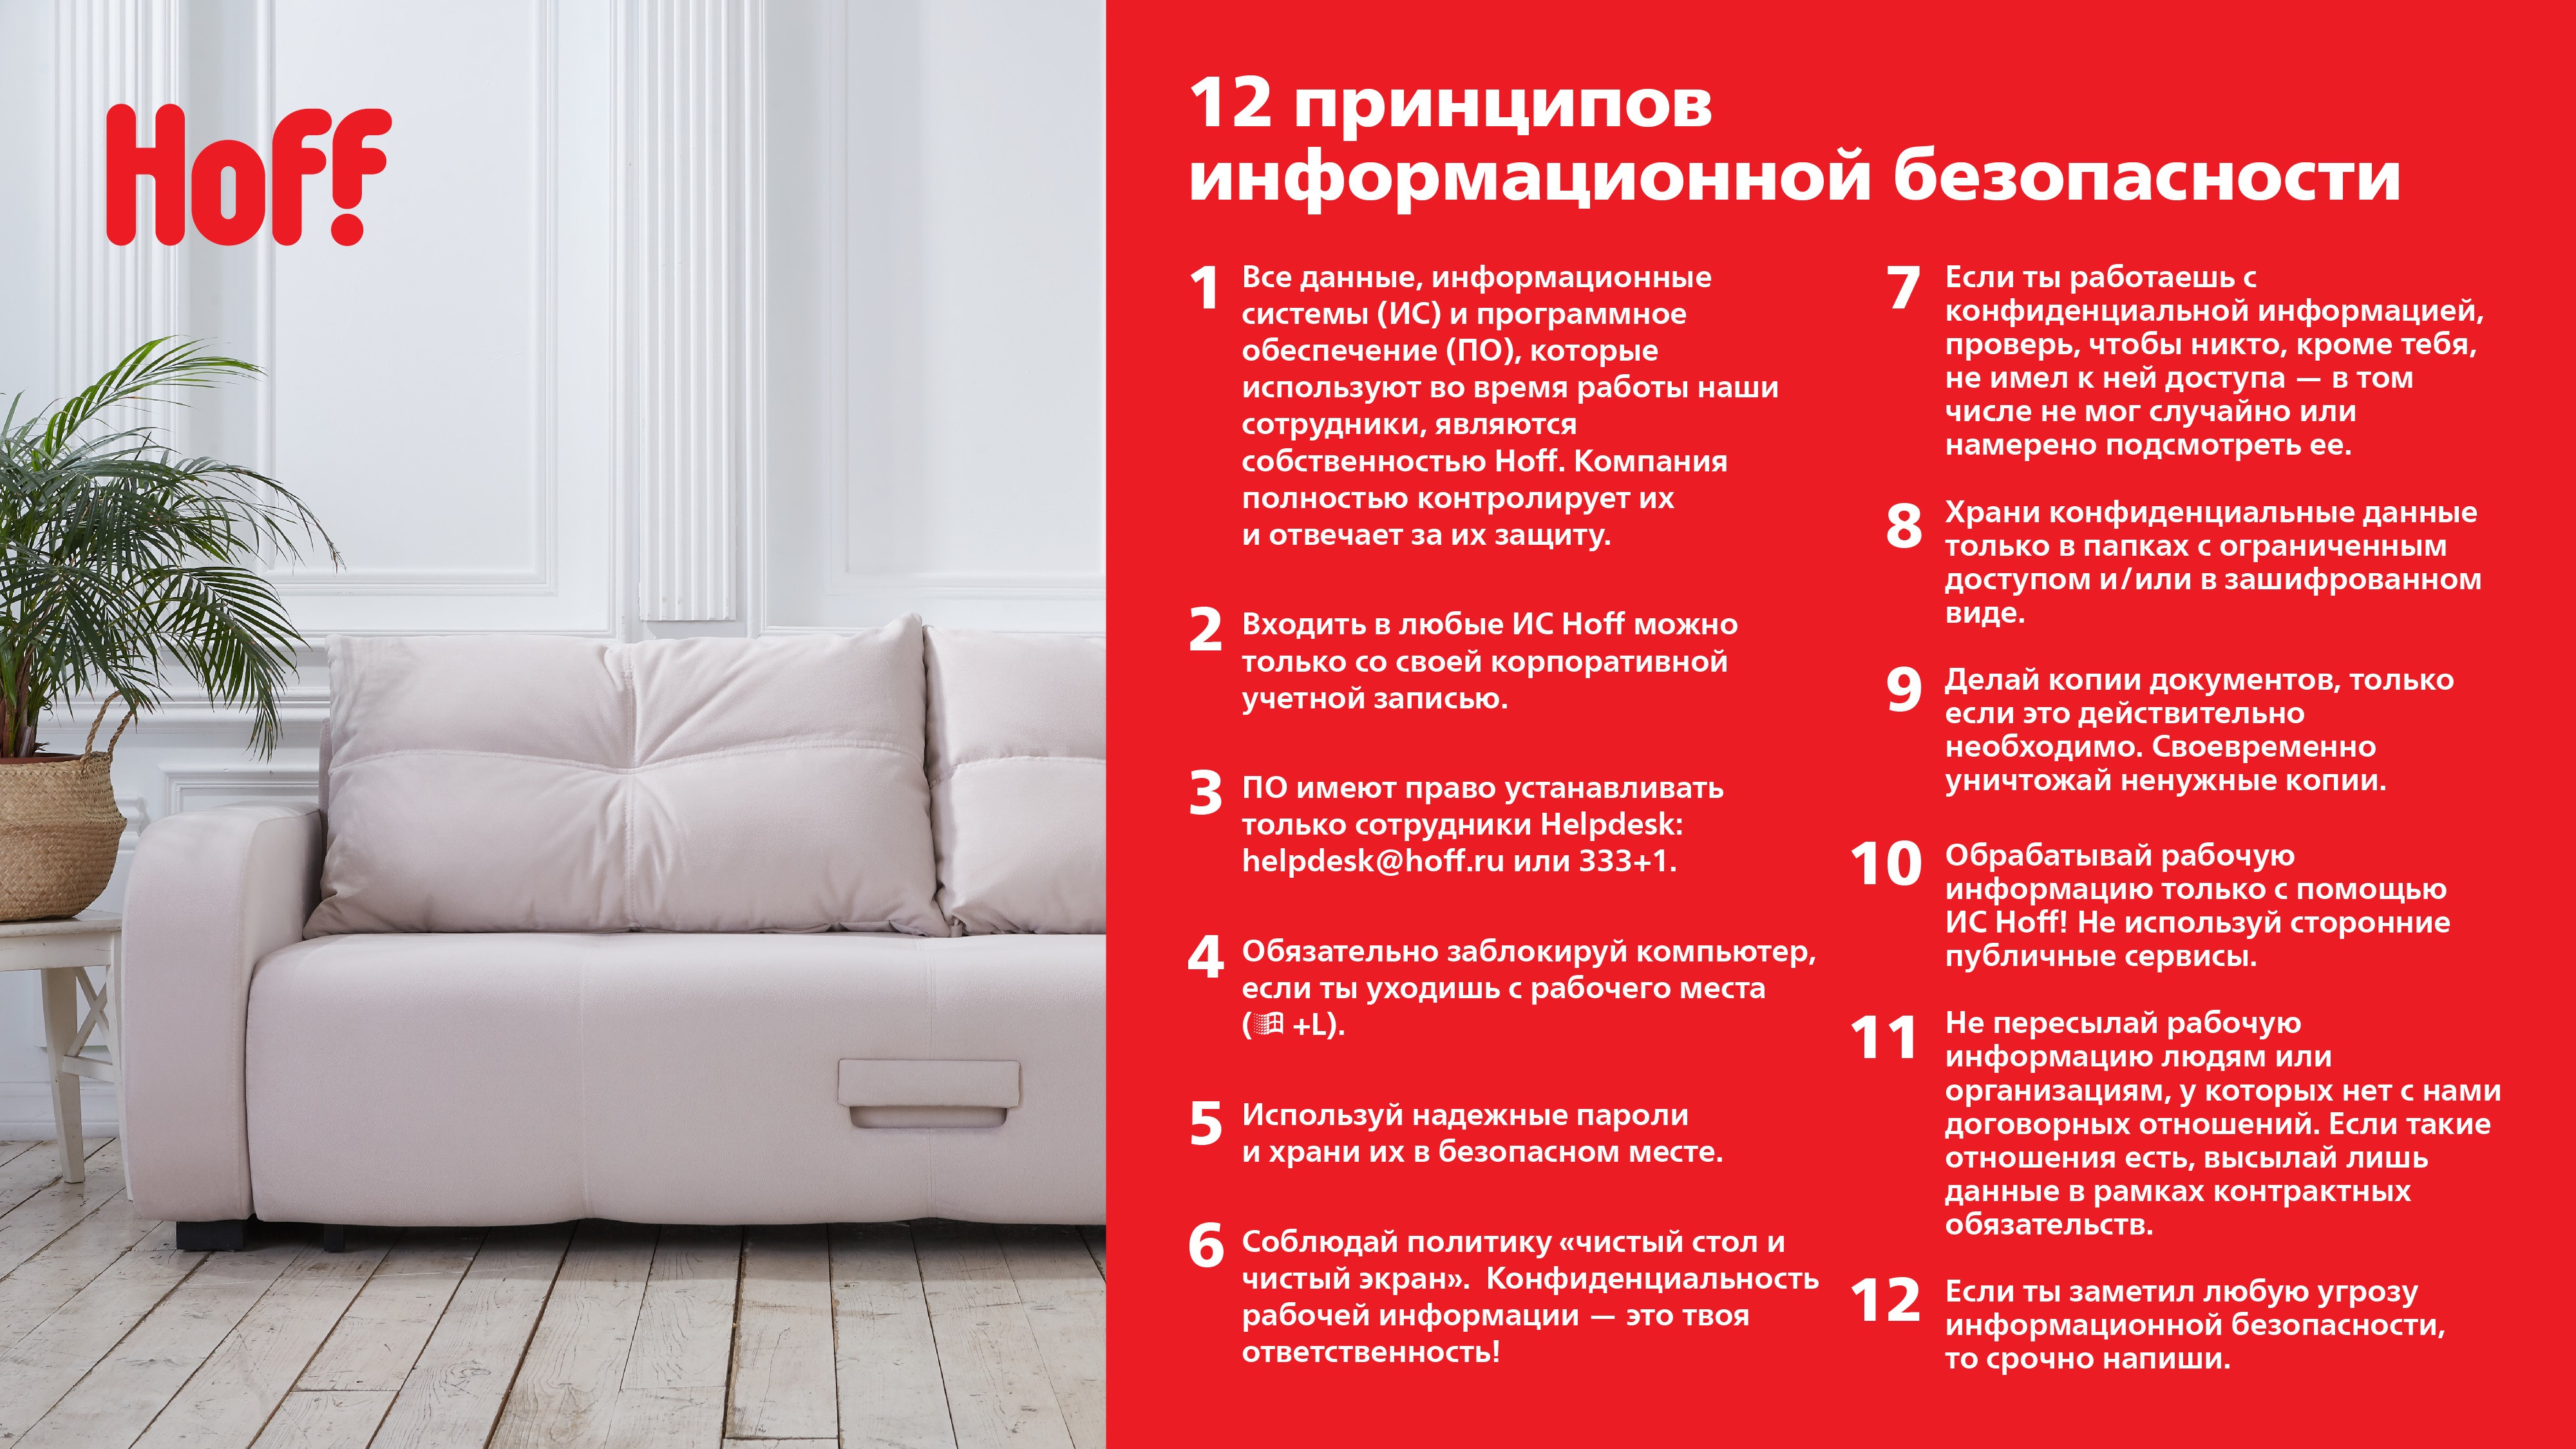 Hoff
12 принципов
информационной безопасности
1 Все данные, информационные
системы (ИС) и программное
обеспечение (ПО), которые
используют во время работы наши
сотрудники, являются
собственностью Hoff. Компания
полностью контролирует их
и отвечает за их защиту.
2 Входить в любые ИС Hoff можно
только со своей корпоративной
учетной записью.
3 ПО имеют право устанавливать
только сотрудники Helpdesk:
helpdesk@hoff.ru или 333+1.
4 Обязательно заблокируй компьютер,
если ты уходишь с рабочего места
( +L).
5 Используй надежные пароли
и храни их в безопасном месте.
6 Соблюдай политику «чистый стол и
чистый экран».  Конфиденциальность
рабочей информации — это твоя
ответственность!
7 Если ты работаешь с
конфиденциальной информацией,
проверь, чтобы никто, кроме тебя,
не имел к ней доступа — в том
числе не мог случайно или
намерено подсмотреть ее.
8 Храни конфиденциальные данные
только в папках с ограниченным
доступом и/или в зашифрованном
виде.
9 Делай копии документов, только
если это действительно
необходимо. Своевременно
уничтожай ненужные копии.
10 Обрабатывай рабочую
информацию только с помощью
ИС Hoff! Не используй сторонние
публичные сервисы.
11 Не пересылай рабочую
информацию людям или
организациям, у которых нет с нами
договорных отношений. Если такие
отношения есть, высылай лишь
данные в рамках контрактных
обязательств.
12 Если ты заметил любую угрозу
информационной безопасности,
то срочно напиши.